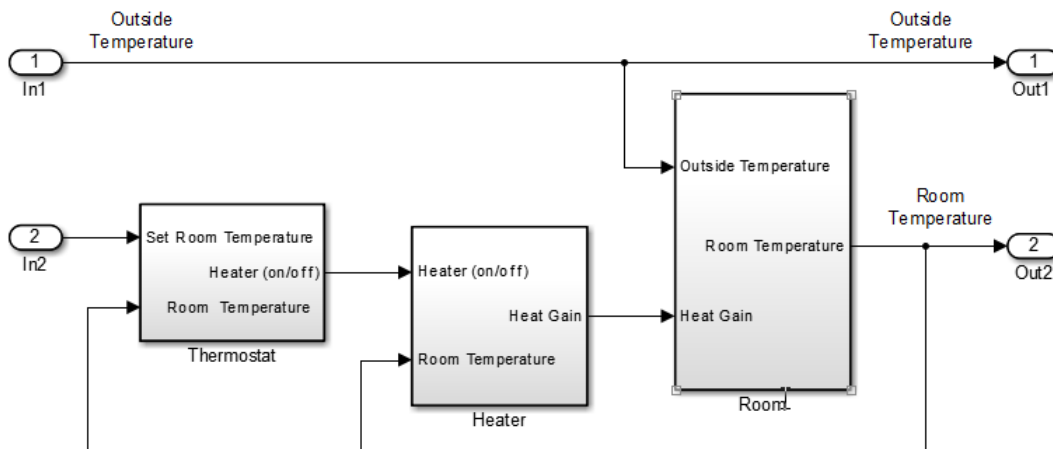 Outside
Temperature
Outside
Temperature
1
In1
1
Out1
Outside Temperature
Room
Temperature
2
In2
Set Room Temperature
Heater (on/off)
Room Temperature
Thermostat
Heater (on/off)
Heat Gain
Room Temperature
Heater
Room Temperature
Heat Gain
Room
2
Out2